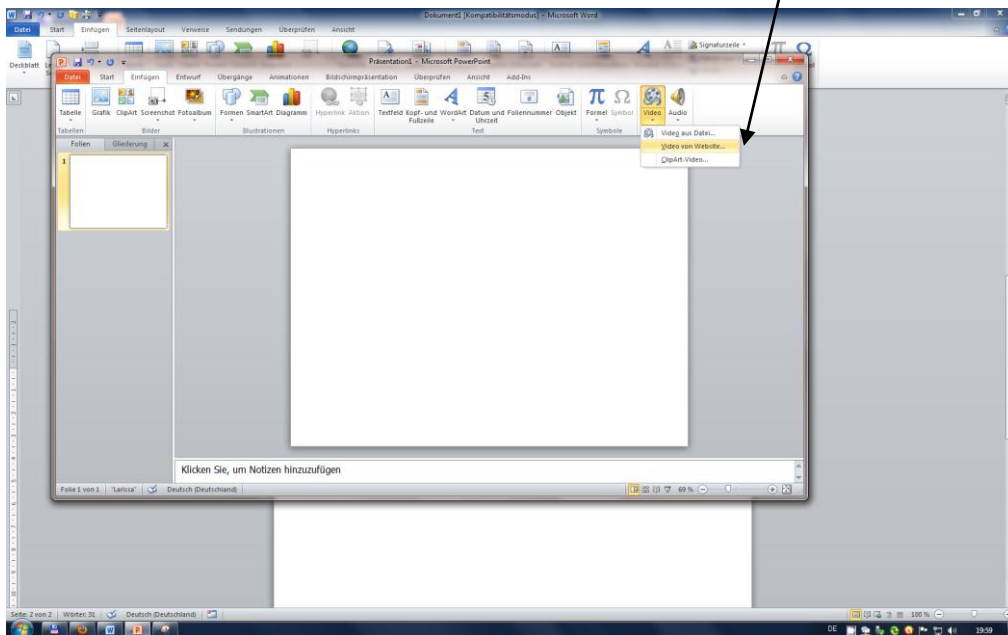 Dokument1 [Kompatibilitätsmodus] - Microsoft Word
Datei Start Einfügen Seitenlayout Verweise Sendungen Überprüfen Ansicht
Signaturzeile
Deckblatt
Präsentation1 - Microsoft PowerPoint
Datei Start Einfügen Entwurf Übergänge Animationen Bildschirmpräsentation Überprüfen Ansicht Add-Ins
Tabelle Grafik ClipArt Screenshot Fotoalbum Formen SmartArt Diagramm Hyperlink Aktion Textfeld Kopf- und Fußzeile WordArt Datum und Uhrzeit Foliennummer Objekt Formel Symbol Video Audio
Tabellen Bilder Illustrationen Hyperlinks Text Symbole
Video aus Datei...
Video von Website...
ClipArt-Video...
Folien Gliederung
1
Klicken Sie, um Notizen hinzuzufügen
Folie 1 von 1 "Larissa" Deutsch (Deutschland) 69 %
Seite: 2 von 2 Wörter: 31 Deutsch (Deutschland) 100 %
DE 19:59